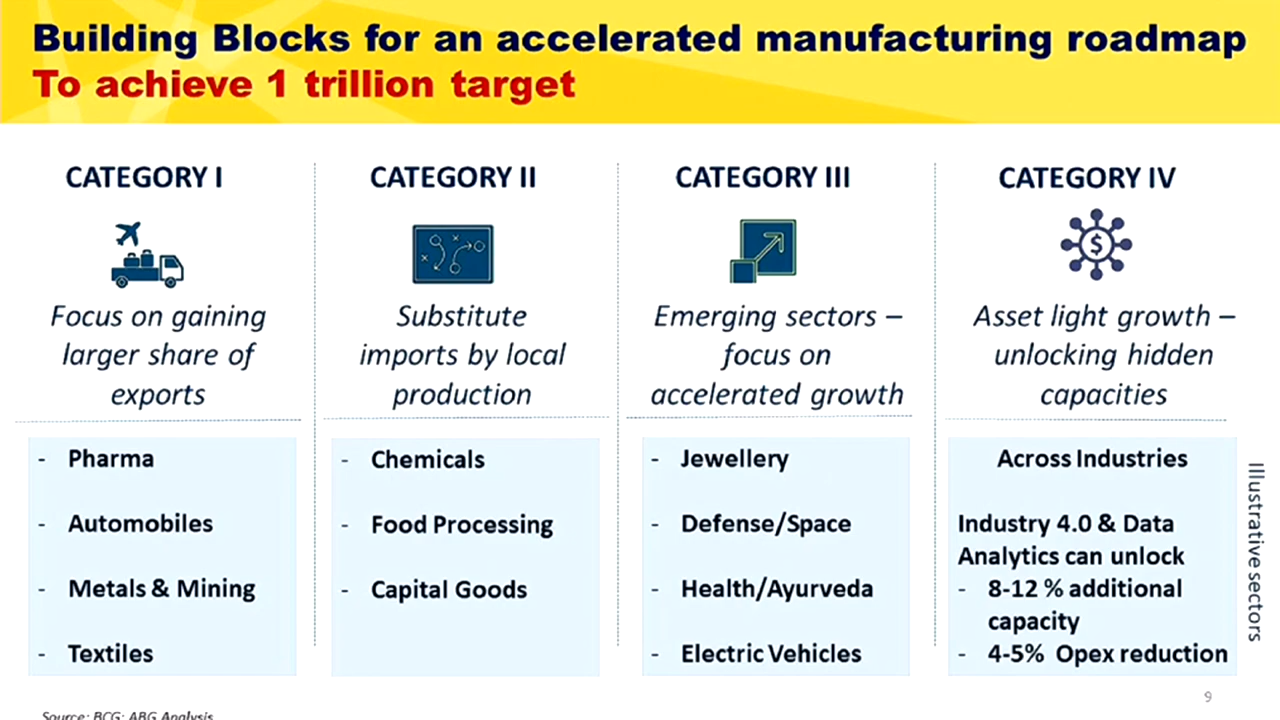 Building Blocks for an accelerated manufacturing roadmap
To achieve 1 trillion target
CATEGORY I
Focus on gaining
larger share of
exports
- Pharma
- Automobiles
- Metals & Mining
- Textiles
CATEGORY II
Substitute
imports by local
production
- Chemicals
- Food Processing
- Capital Goods
CATEGORY III
Emerging sectors –
focus on
accelerated growth
- Jewellery
- Defense/Space
- Health/Ayurveda
- Electric Vehicles
CATEGORY IV
$
Asset light growth –
unlocking hidden
capacities
Across Industries
Industry 4.0 & Data
Analytics can unlock
- 8-12 % additional
capacity
- 4-5% Opex reduction
Illustrative sectors
9
Source: BCG; ABG Analysis